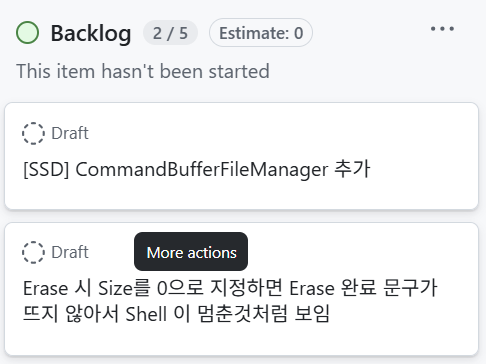 Backlog 2 / 5 Estimate: 0 ...
This item hasn't been started
Draft
[SSD] CommandBufferFileManager 추가
Draft
More actions
Erase 시 Size를 0으로 지정하면 Erase 완료 문구가
뜨지 않아서 Shell 이 멈춘것처럼 보임